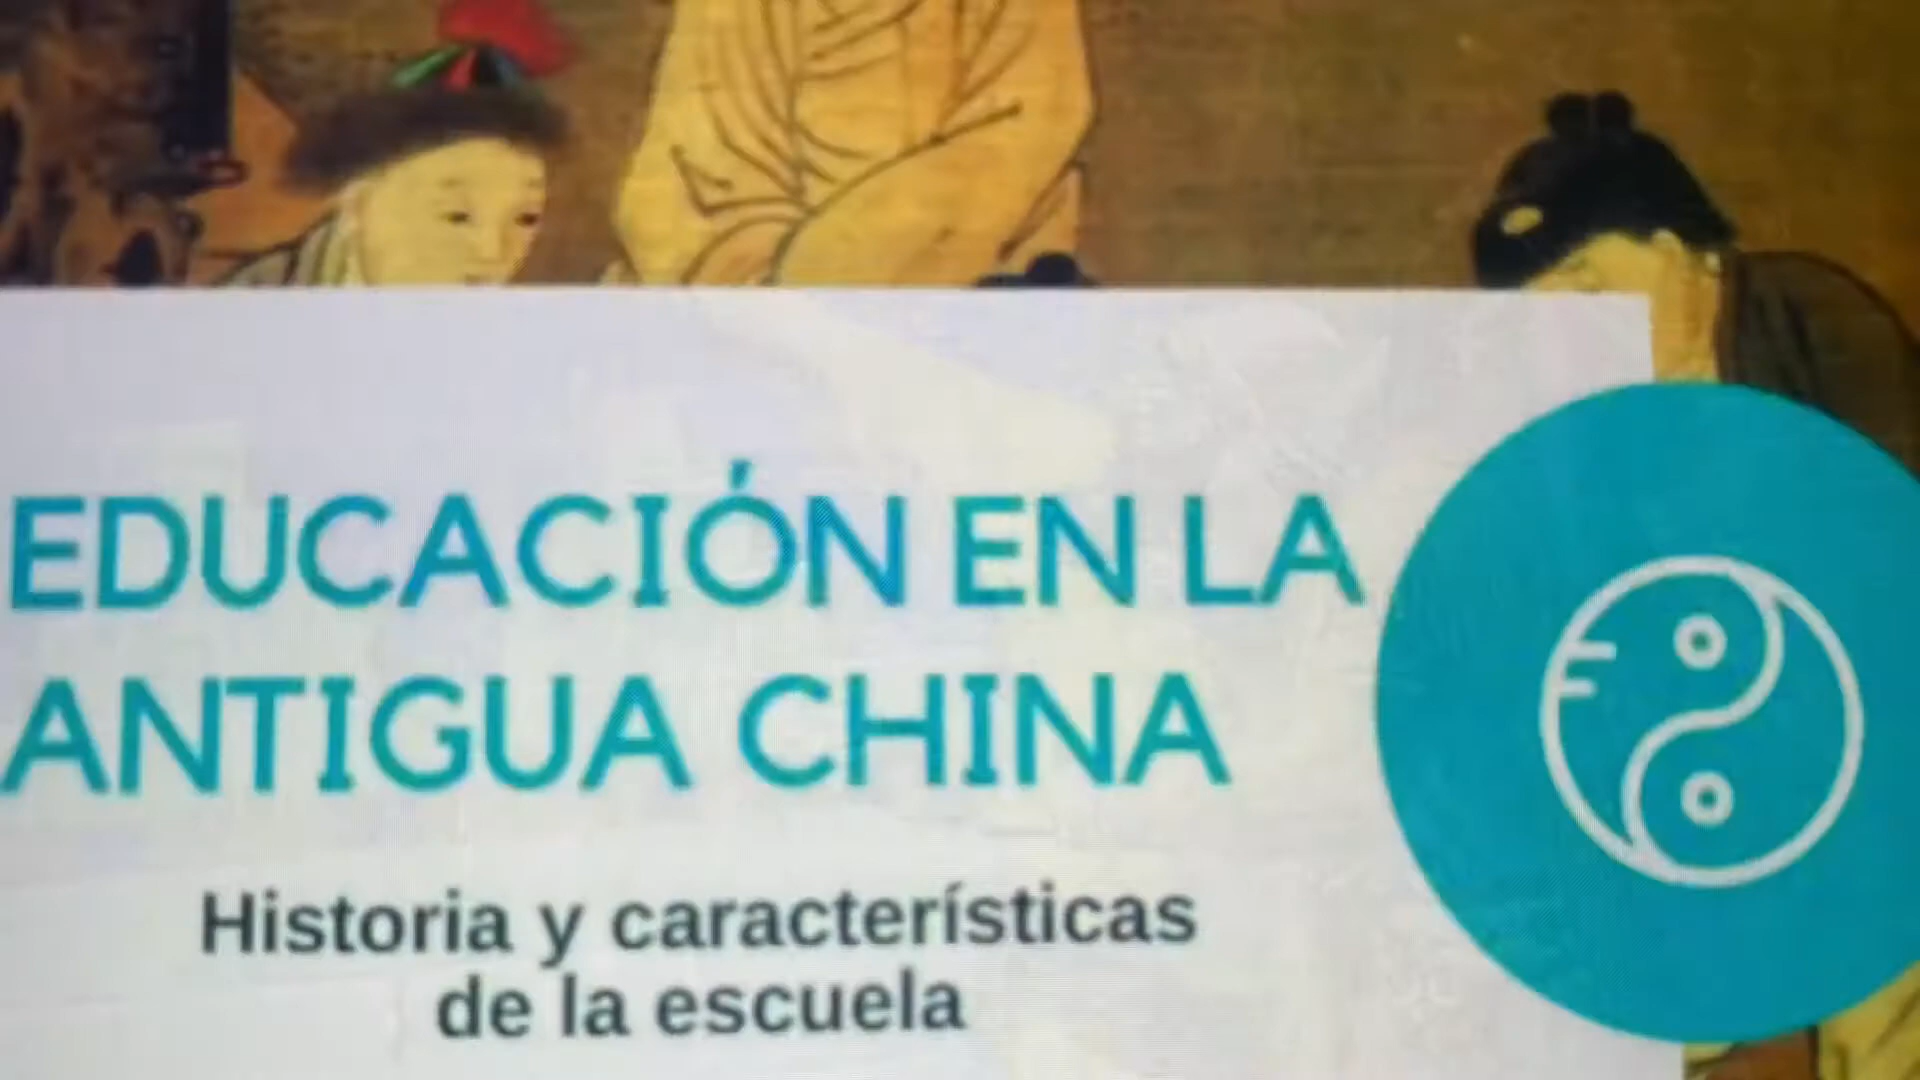 EDUCACIÓN EN LA
ANTIGUA CHINA
Historia y características
de la escuela